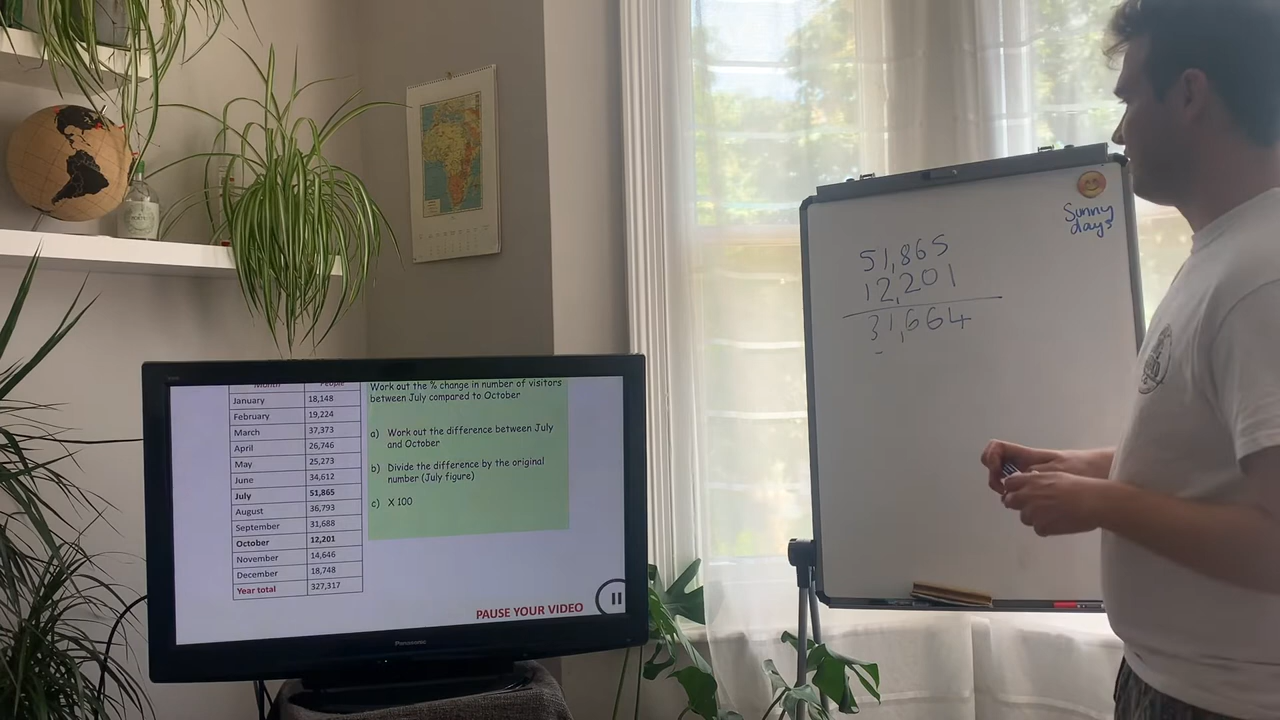 Month People
January 18,148
February 19,224
March 37,373
April 26,746
May 25,273
June 34,612
July 51,865
August 36,793
September 31,688
October 12,201
November 14,646
December 18,748
Year total 327,317
Work out the % change in number of visitors
between July compared to October
a) Work out the difference between July
and October
b) Divide the difference by the original
number (July figure)
c) X 100
PAUSE YOUR VIDEO
Panasonic
51,865
12,201
31,664
Sunny
days